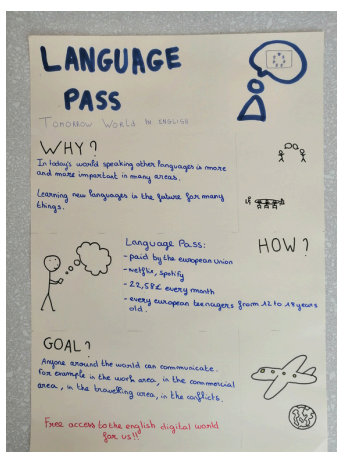 LANGUAGE
PASS
TOMORROW WORLD IN ENGLISH
WHY?
In today's world speaking other languages is more
and more important in many areas.
Learning new languages is the future for many
things.
HOW?
Language Pass:
- paid by the european union
- netflix, spotify
- 22,58€ every month
- every european teenagers from 12 to 18 years
old.
GOAL?
Anyone around the world can communicate.
for example in the work area, in the commercial
area, in the travelling area, in the conflicts.
Free access to the english digital world
for us!!